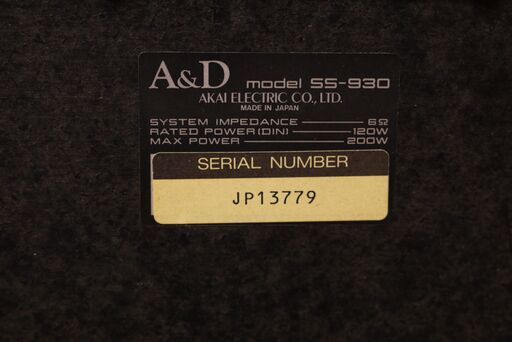 A&D model SS-930
AKAI ELECTRIC CO., LTD.
MADE IN JAPAN
SYSTEM IMPEDANCE 6Ω
RATED POWER(DIN) 120W
MAX POWER 200W
SERIAL NUMBER
JP13779